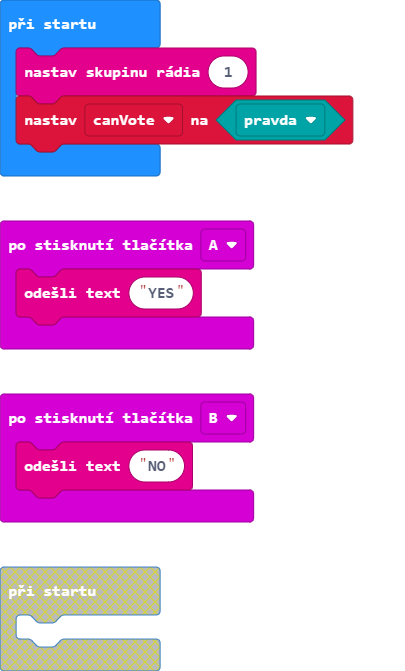 při startu
nastav skupinu rádia 1
nastav canVote na pravda
po stisknutí tlačítka A
odešli text "YES"
po stisknutí tlačítka B
odešli text "NO"
při startu